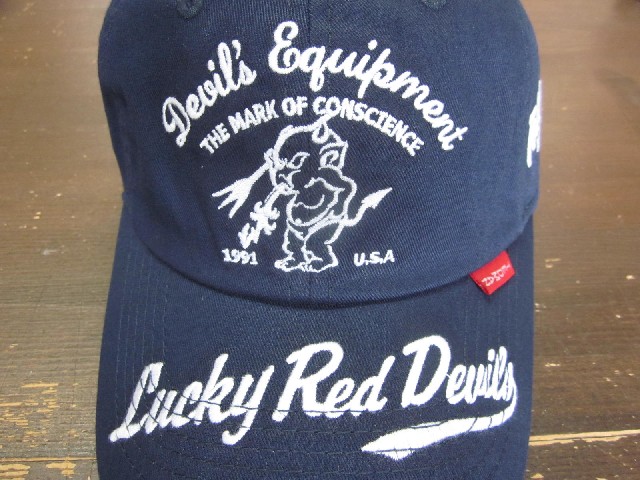 Devil's Equipment
THE MARK OF CONSCIENCE
1991 U.S.A
Lucky Red Devils